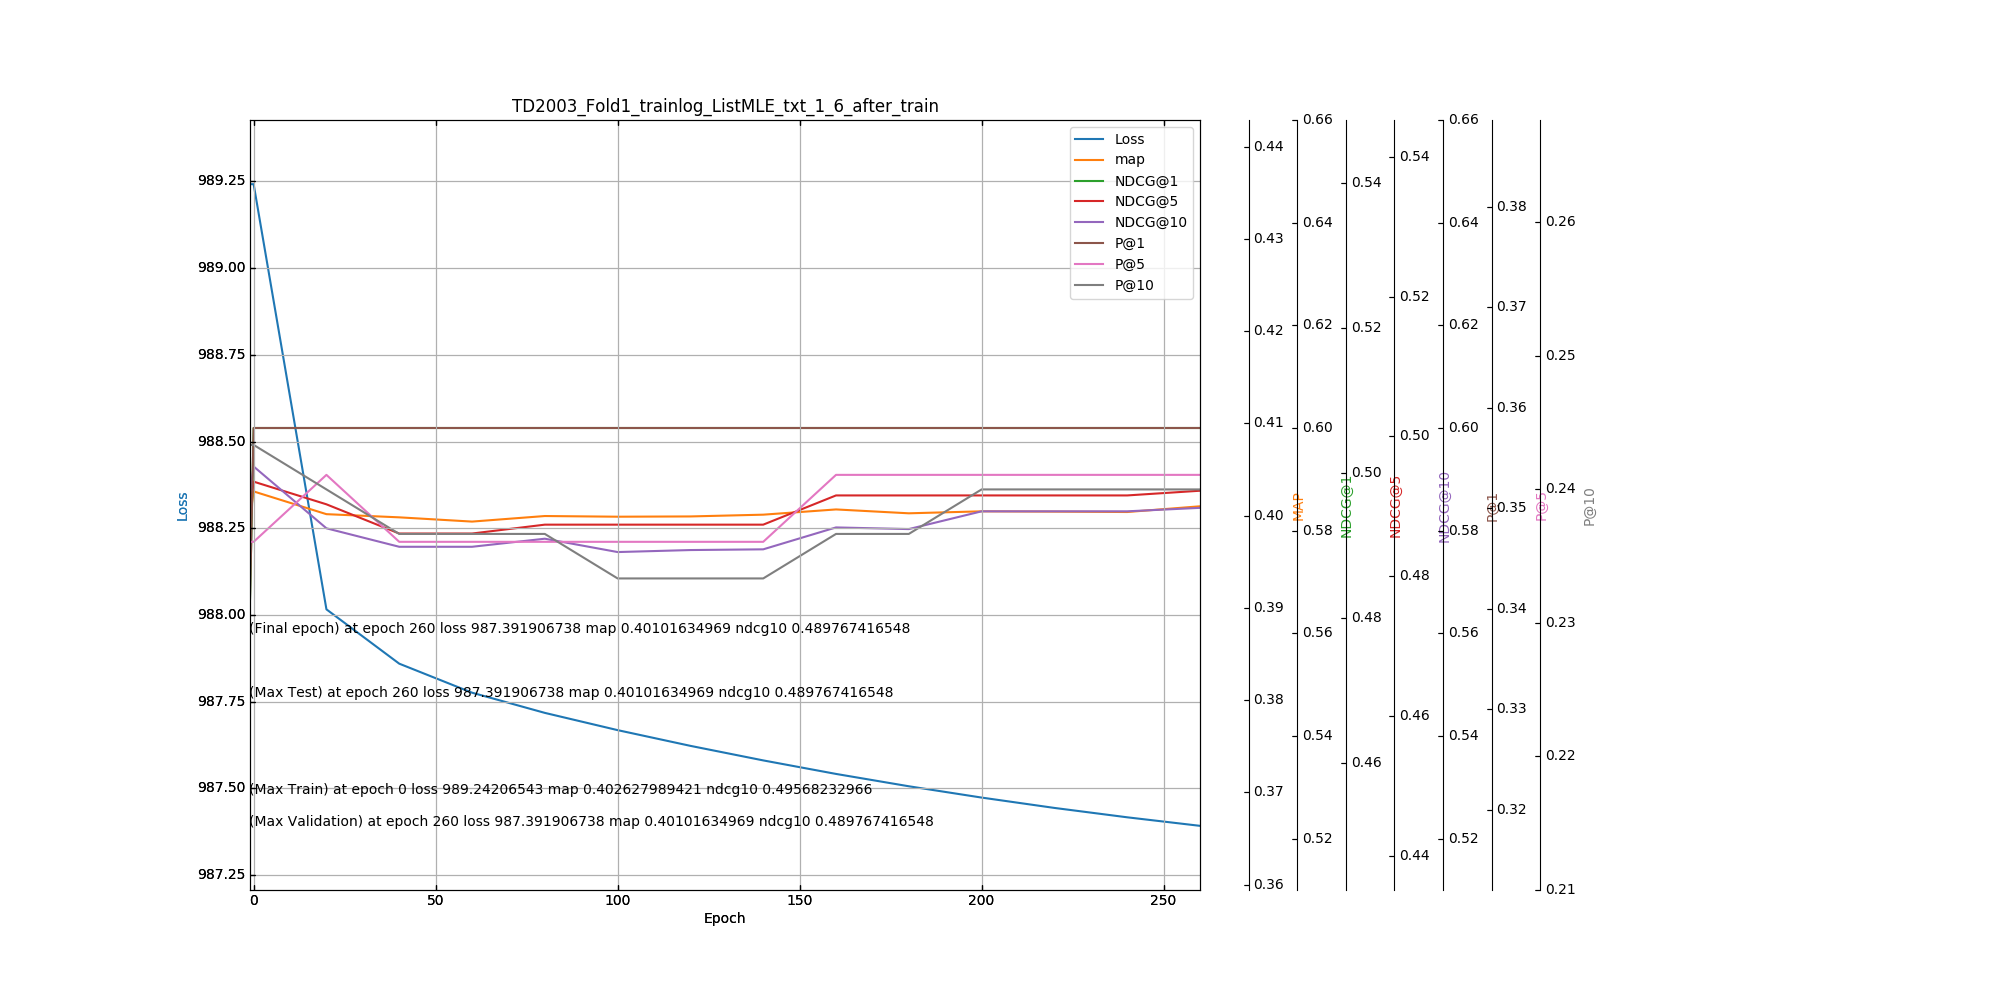 TD2003_Fold1_trainlog_ListMLE_txt_1_6_after_train
Loss
map
NDCG@1
NDCG@5
NDCG@10
P@1
P@5
P@10
989.25
989.00
988.75
988.50
988.25
988.00
987.75
987.50
987.25
Loss
(Final epoch) at epoch 260 loss 987.391906738 map 0.40101634969 ndcg10 0.489767416548
(Max Test) at epoch 260 loss 987.391906738 map 0.40101634969 ndcg10 0.489767416548
(Max Train) at epoch 0 loss 989.24206543 map 0.402627989421 ndcg10 0.49568232966
(Max Validation) at epoch 260 loss 987.391906738 map 0.40101634969 ndcg10 0.489767416548
0 50 100 150 200 250
Epoch
0.44
0.43
0.42
0.41
0.40
0.39
0.38
0.37
0.36
MAP
0.66
0.64
0.62
0.60
0.58
0.56
0.54
0.52
NDCG@1
0.54
0.52
0.50
0.48
0.46
NDCG@5
0.54
0.52
0.50
0.48
0.46
0.44
NDCG@10
0.66
0.64
0.62
0.60
0.58
0.56
0.54
0.52
P@1
0.38
0.37
0.36
0.35
0.34
0.33
0.32
P@5
0.26
0.25
0.24
0.23
0.22
0.21
P@10